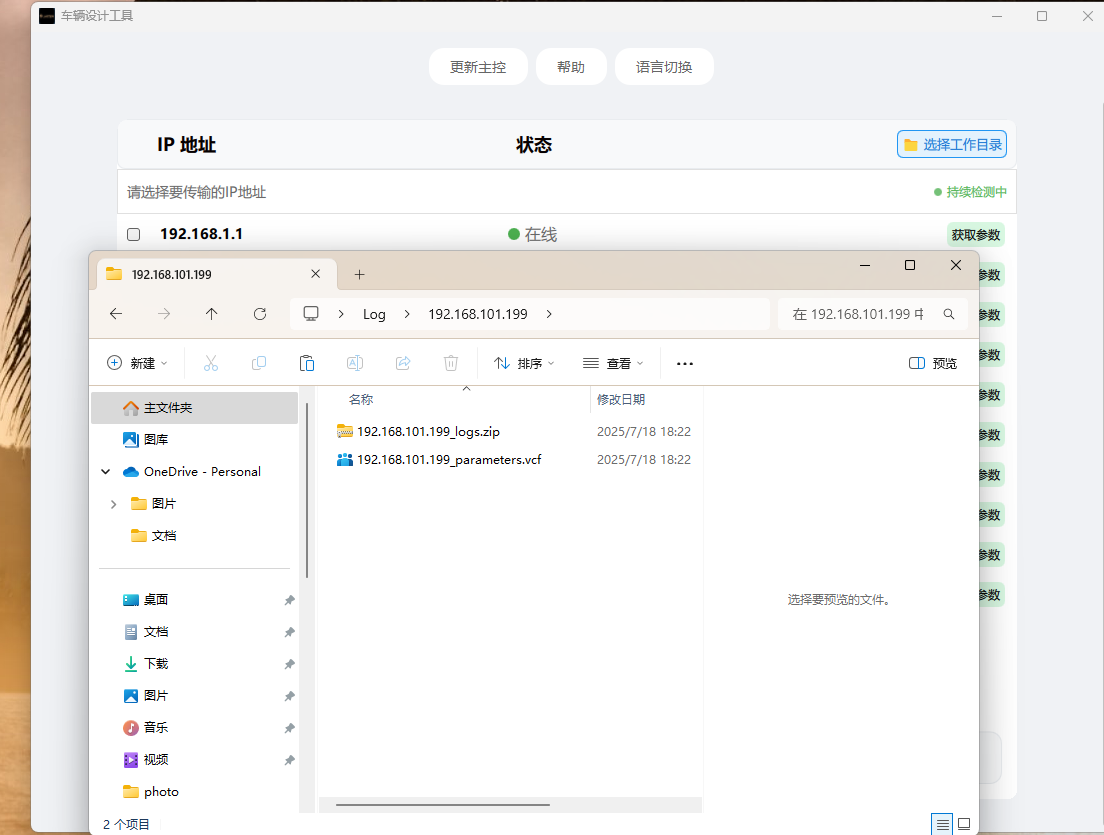 车辆设计工具
更新主控
帮助
语言切换
IP 地址
状态
选择工作目录
请选择要传输的IP地址
持续检测中
192.168.1.1
在线
获取参数
192.168.101.199
参数
Log
192.168.101.199
在 192.168.101.199 中
参数
新建
排序
查看
预览
参数
名称
修改日期
参数
主文件夹
192.168.101.199_logs.zip
2025/7/18 18:22
参数
图库
192.168.101.199_parameters.vcf
2025/7/18 18:22
OneDrive - Personal
参数
图片
参数
文档
参数
桌面
选择要预览的文件。
参数
文档
下载
图片
音乐
视频
photo
2 个项目